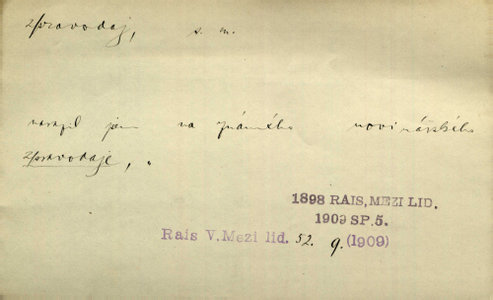 zpravodaj, s. m.
narazil jsem na známého novinářského
zpravodaje, „
1898 RAIS, MEZI LID.
1909 SP. 5.
Rais V. Mezi lid. 52. 9. (1909)